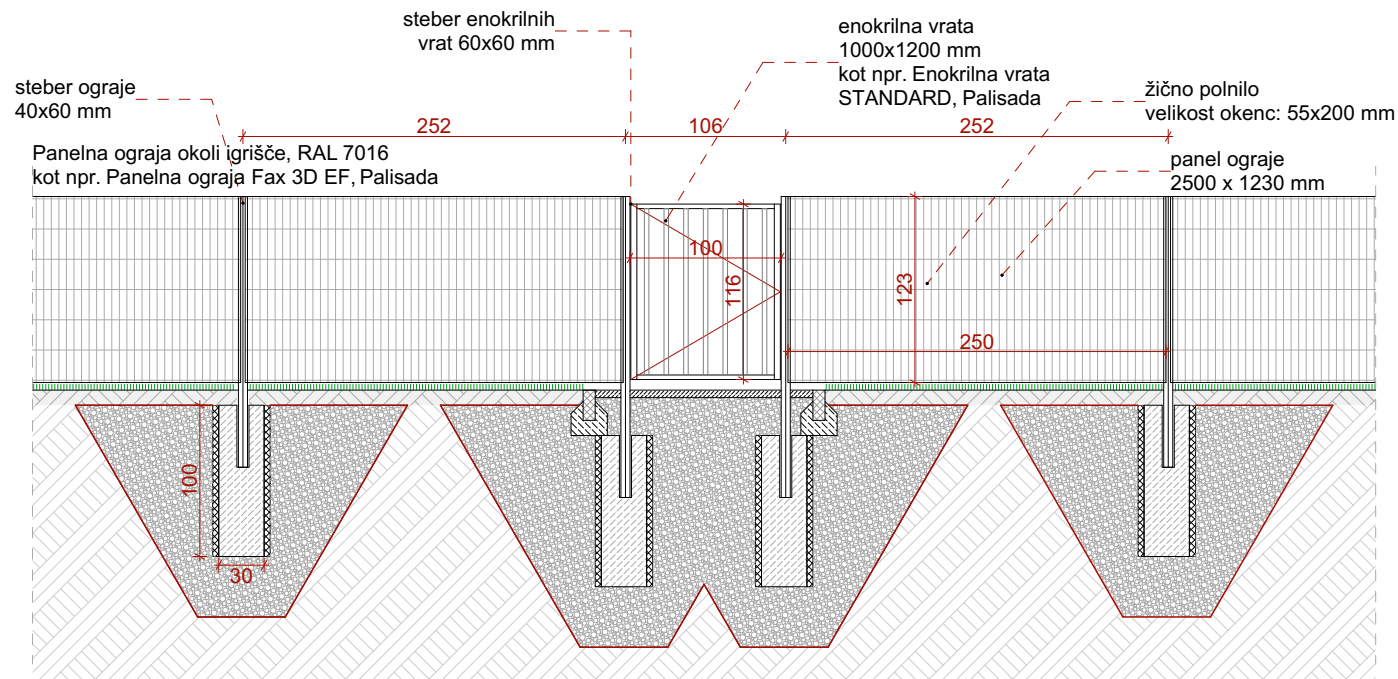 steber enokrilnih
vrat 60x60 mm
enokrilna vrata
1000x1200 mm
kot npr. Enokrilna vrata
STANDARD, Palisada
steber ograje
40x60 mm
žično polnilo
velikost okenc: 55x200 mm
252
106
252
Panelna ograja okoli igrišče, RAL 7016
kot npr. Panelna ograja Fax 3D EF, Palisada
panel ograje
2500 x 1230 mm
100
116
123
250
100
30